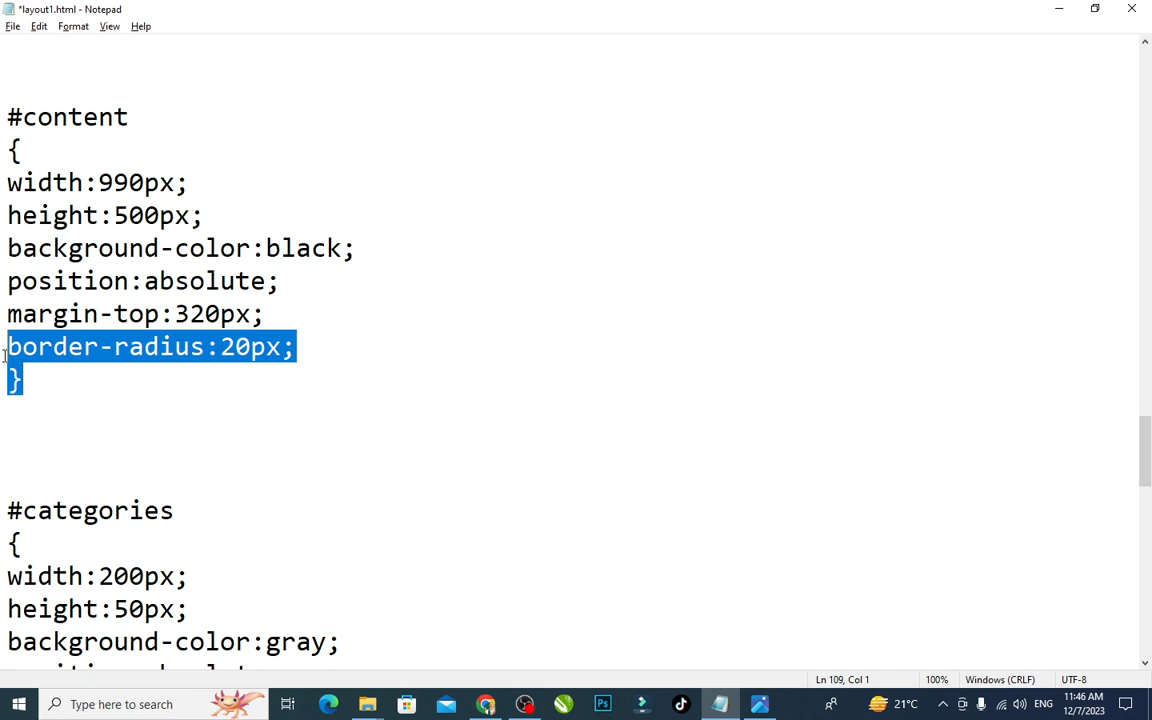 *layout1.html - Notepad
File Edit Format View Help
#content
{
width:990px;
height:500px;
background-color:black;
position:absolute;
margin-top:320px;
border-radius:20px;
}
#categories
{
width:200px;
height:50px;
background-color:gray;
Ln 109, Col 1 100% Windows (CRLF) UTF-8
Type here to search Ps 21°C ENG 11:46 AM
12/7/2023